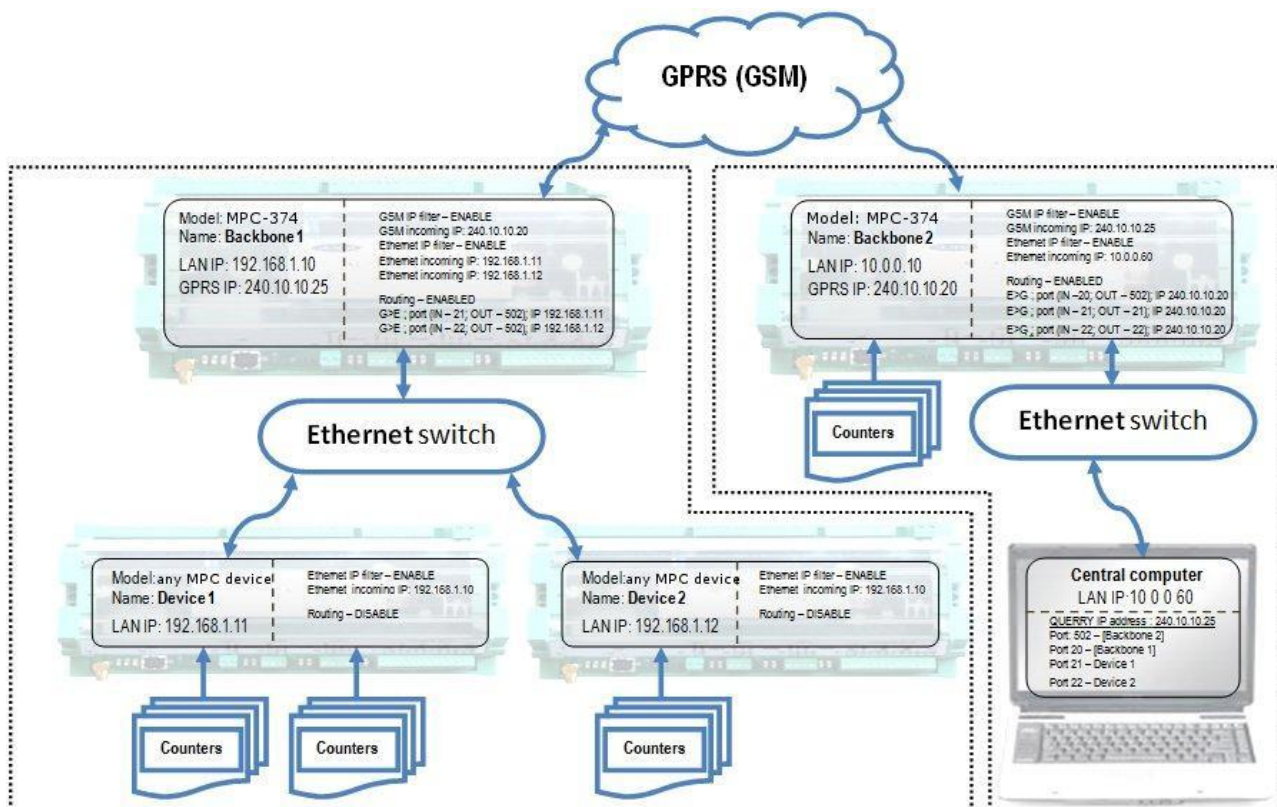 GPRS (GSM)
Model: MPC-374
Name: Backbone1
LAN IP: 192.168.1.10
GPRS IP: 240.10.10.25
GSM IP filter – ENABLE
GSM incoming IP: 240.10.10.20
Ethernet IP filter – ENABLE
Ethernet incoming IP: 192.168.1.11
Ethernet incoming IP: 192.168.1.12
Routing – ENABLED
G>E ; port (IN – 21; OUT – 502); IP 192.168.1.11
G>E ; port (IN – 22; OUT – 502); IP 192.168.1.12
Model: MPC-374
Name: Backbone2
LAN IP: 10.0.0.10
GPRS IP: 240.10.10.20
GSM IP filter – ENABLE
GSM incoming IP: 240.10.10.25
Ethernet IP filter – ENABLE
Ethernet incoming IP: 10.0.0.60
Routing – ENABLED
E>G ; port (IN –20; OUT – 502); IP 240.10.10.20
E>G ; port (IN – 21; OUT – 21); IP 240.10.10.20
E>G ; port (IN – 22; OUT – 22); IP 240.10.10.20
Ethernet switch
Counters
Ethernet switch
Model:any MPC device
Name: Device1
LAN IP: 192.168.1.11
Ethernet IP filter – ENABLE
Ethernet incoming IP: 192.168.1.10
Routing – DISABLE
Model:any MPC device
Name: Device2
LAN IP: 192.168.1.12
Ethernet IP filter – ENABLE
Ethernet incoming IP: 192.168.1.10
Routing – DISABLE
Central computer
LAN IP:10 0 0 60
QUERRY IP address : 240.10.10.25
Port: 502 – [Backbone 2]
Port 20 – [Backbone 1]
Port 21 – Device 1
Port 22 – Device 2
Counters
Counters
Counters